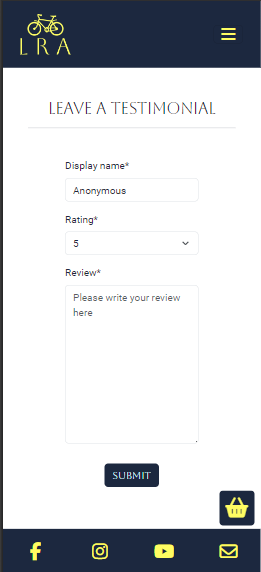 L R A
LEAVE A TESTIMONIAL
Display name*
Anonymous
Rating*
5
Review*
Please write your review
here
SUBMIT